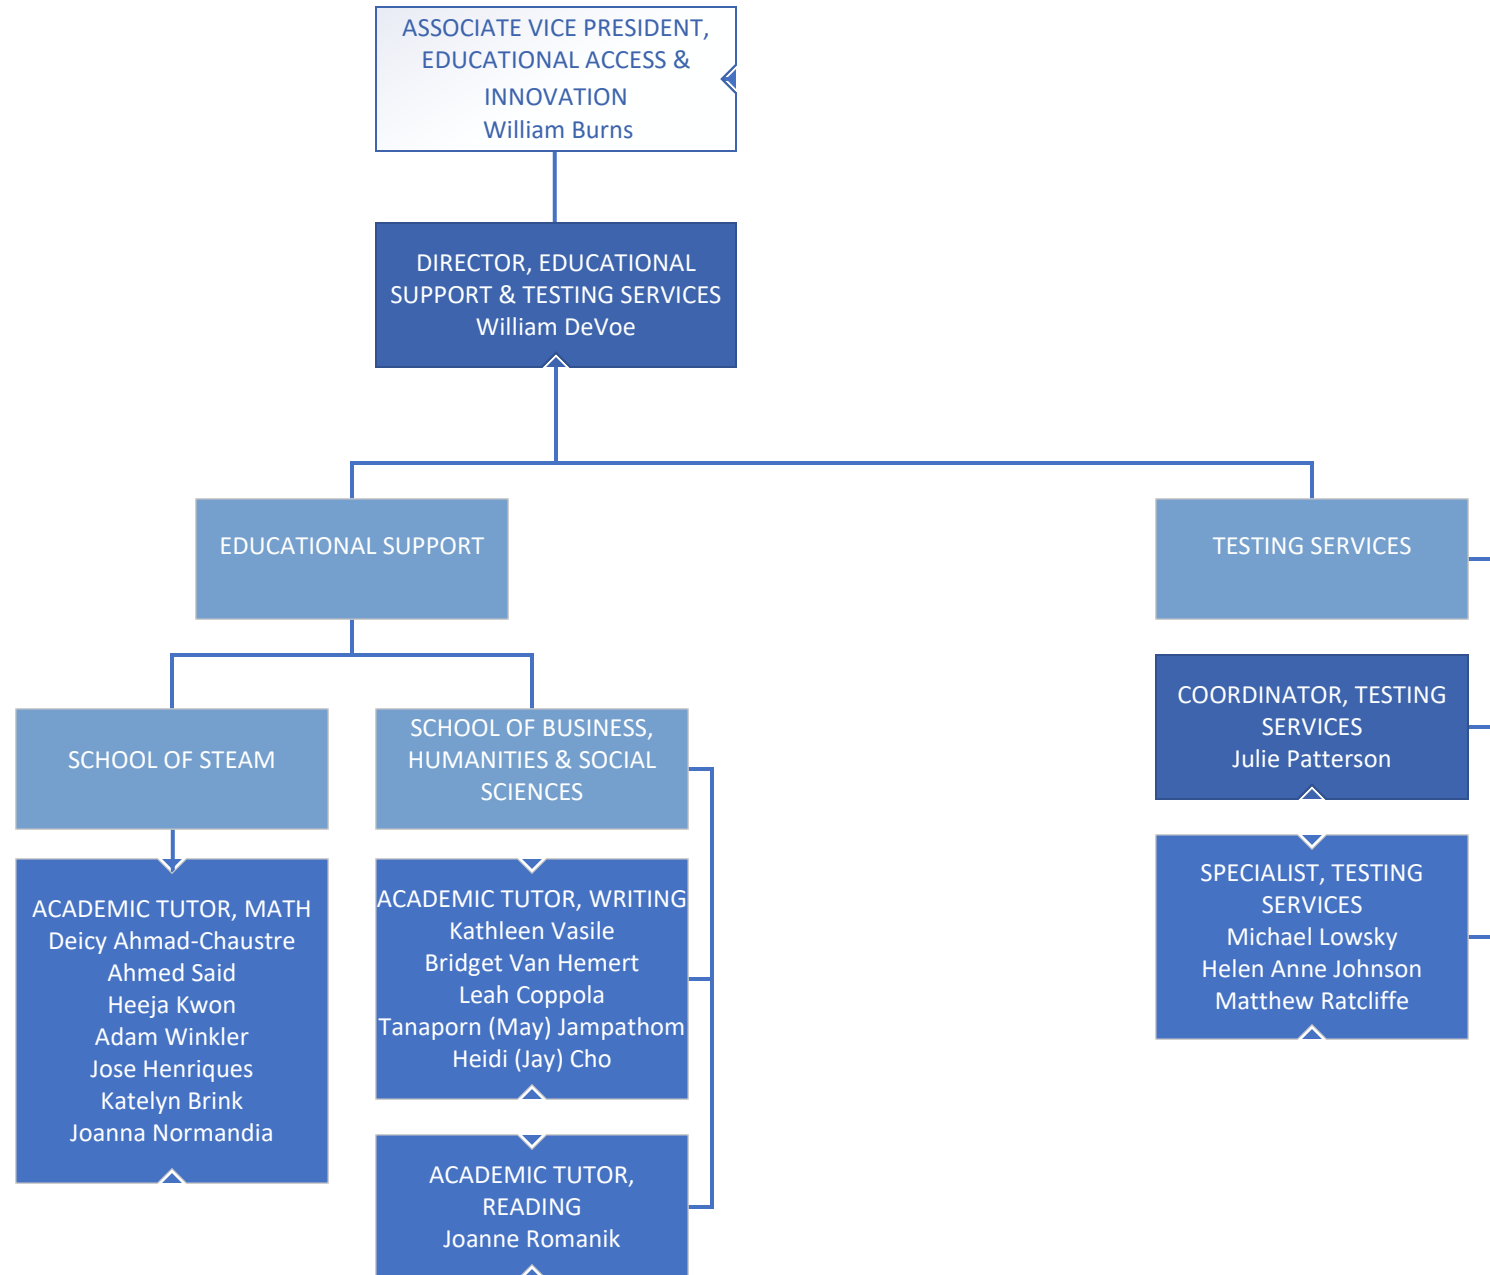 ASSOCIATE VICE PRESIDENT,
EDUCATIONAL ACCESS &
INNOVATION
William Burns
DIRECTOR, EDUCATIONAL
SUPPORT & TESTING SERVICES
William DeVoe
EDUCATIONAL SUPPORT
TESTING SERVICES
SCHOOL OF STEAM
SCHOOL OF BUSINESS,
HUMANITIES & SOCIAL
SCIENCES
COORDINATOR, TESTING
SERVICES
Julie Patterson
ACADEMIC TUTOR, MATH
Deicy Ahmad-Chaustre
Ahmed Said
Heeja Kwon
Adam Winkler
Jose Henriques
Katelyn Brink
Joanna Normandia
ACADEMIC TUTOR, WRITING
Kathleen Vasile
Bridget Van Hemert
Leah Coppola
Tanaporn (May) Jampathom
Heidi (Jay) Cho
SPECIALIST, TESTING
SERVICES
Michael Lowsky
Helen Anne Johnson
Matthew Ratcliffe
ACADEMIC TUTOR,
READING
Joanne Romanik